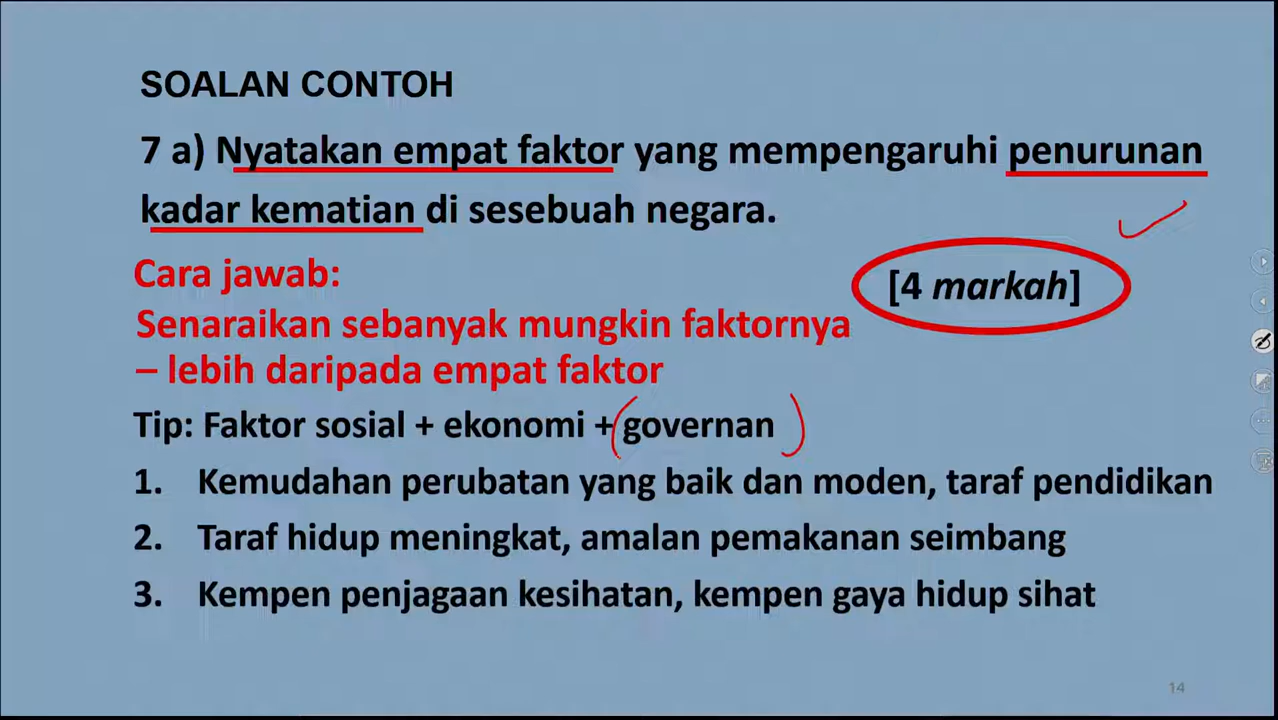 SOALAN CONTOH
7 a) Nyatakan empat faktor yang mempengaruhi penurunan
kadar kematian di sesebuah negara.
[4 markah]
Cara jawab:
Senaraikan sebanyak mungkin faktornya
– lebih daripada empat faktor
Tip: Faktor sosial + ekonomi + governan
1. Kemudahan perubatan yang baik dan moden, taraf pendidikan
2. Taraf hidup meningkat, amalan pemakanan seimbang
3. Kempen penjagaan kesihatan, kempen gaya hidup sihat
14